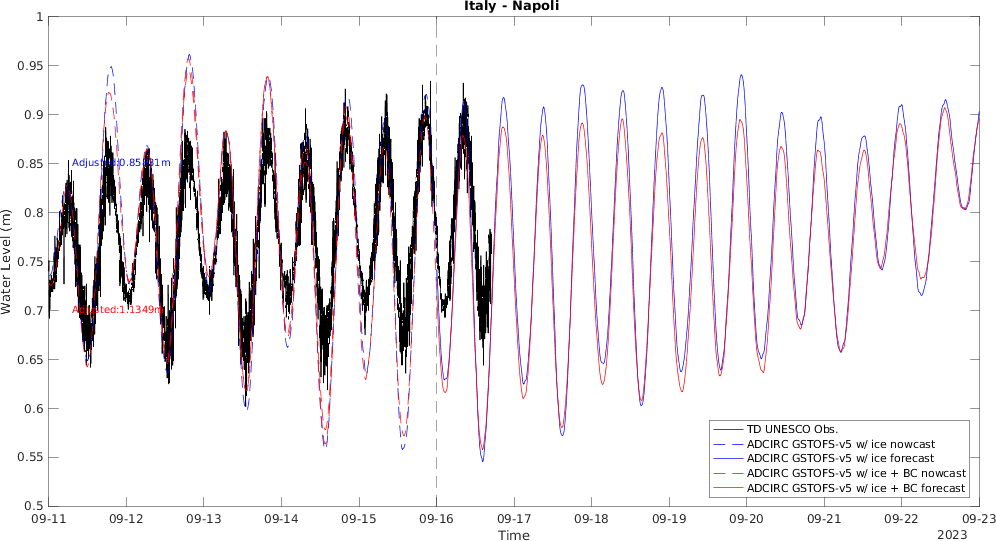 Italy - Napoli
Water Level (m)
1
0.95
0.9
0.85
0.8
0.75
0.7
0.65
0.6
0.55
0.5
Adjusted:1.1349m
TD UNESCO Obs.
ADCIRC GSTOFS-v5 w/ ice nowcast
ADCIRC GSTOFS-v5 w/ ice forecast
ADCIRC GSTOFS-v5 w/ ice + BC nowcast
ADCIRC GSTOFS-v5 w/ ice + BC forecast
09-11 09-12 09-13 09-14 09-15 09-16 09-17 09-18 09-19 09-20 09-21 09-22 09-23
Time
2023